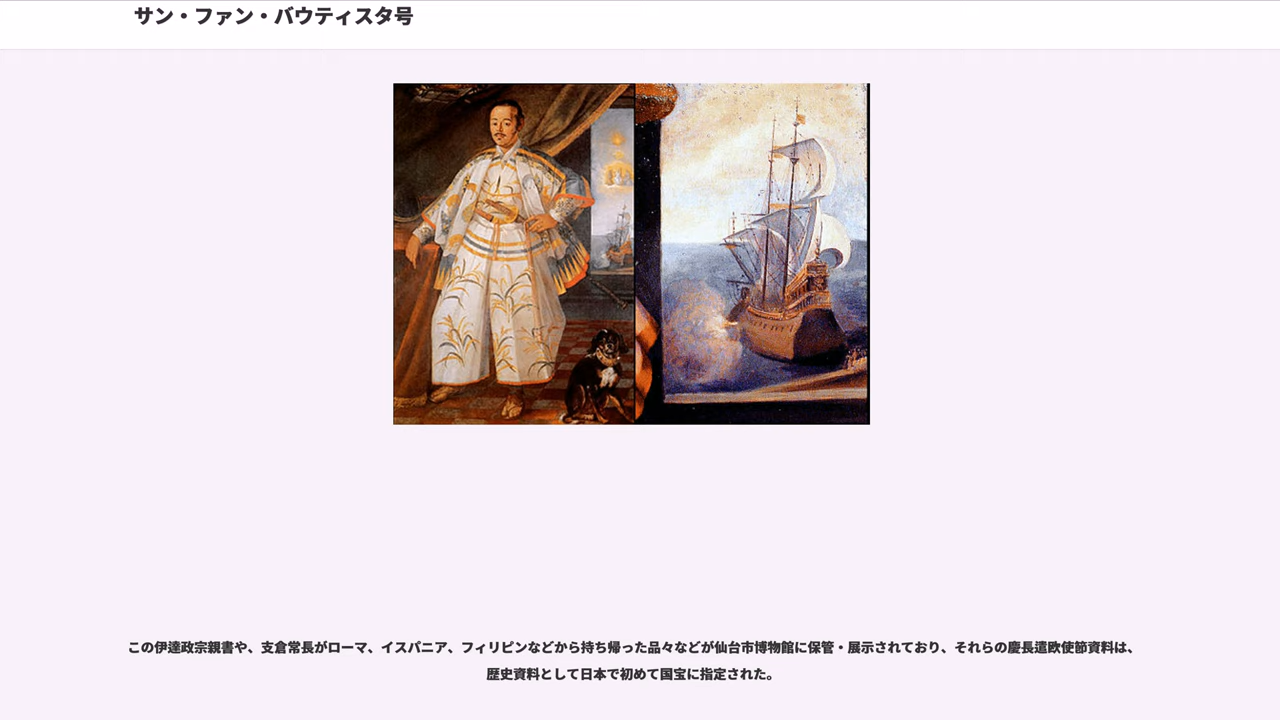 サン・ファン・バウティスタ号
この伊達政宗親書や、支倉常長がローマ、イスパニア、フィリピンなどから持ち帰った品々などが仙台市博物館に保管・展示されており、それらの慶長遣欧使節資料は、
歴史資料として日本で初めて国宝に指定された。